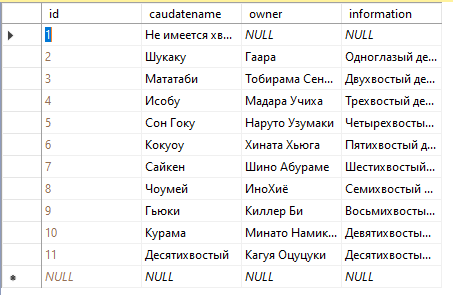 id caudatename owner information
1 Не имеется хв... NULL NULL
2 Шукаку Гаара Одноглазый де...
3 Мататаби Тобирама Сен... Двухвостый де...
4 Исобу Мадара Учиха Трехвостый де...
5 Сон Гоку Наруто Узумаки Четырехвосты...
6 Кокуоу Хината Хьюга Пятихвостый д...
7 Сайкен Шино Абураме Шестихвостый...
8 Чоумей ИноХиё Семихвостый ...
9 Гьюки Киллер Би Восьмихвосты...
10 Курама Минато Намик... Девятихвосты...
11 Десятихвостый Кагуя Оцуцуки Десятихвосты...
NULL NULL NULL NULL